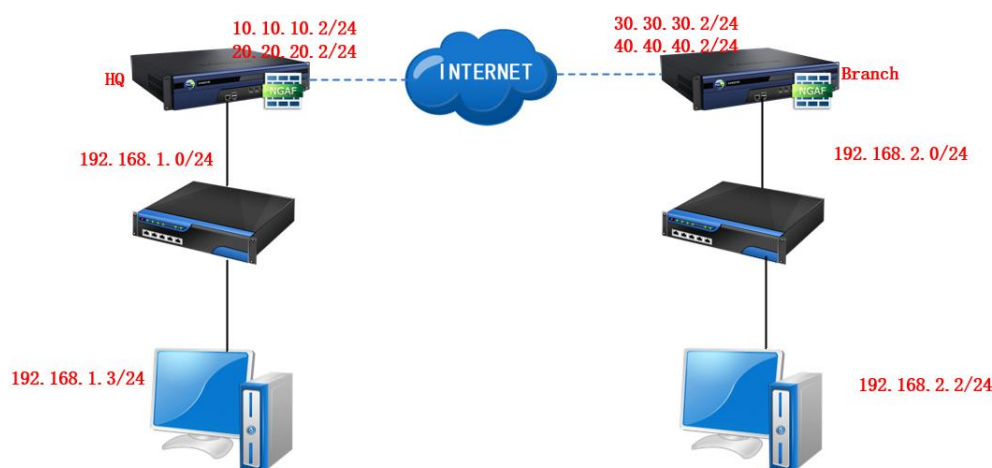 10.10.10.2/24
20.20.20.2/24
HQ
NGAF
INTERNET
30.30.30.2/24
40.40.40.2/24
Branch
NGAF
192.168.1.0/24
192.168.2.0/24
192.168.1.3/24
192.168.2.2/24